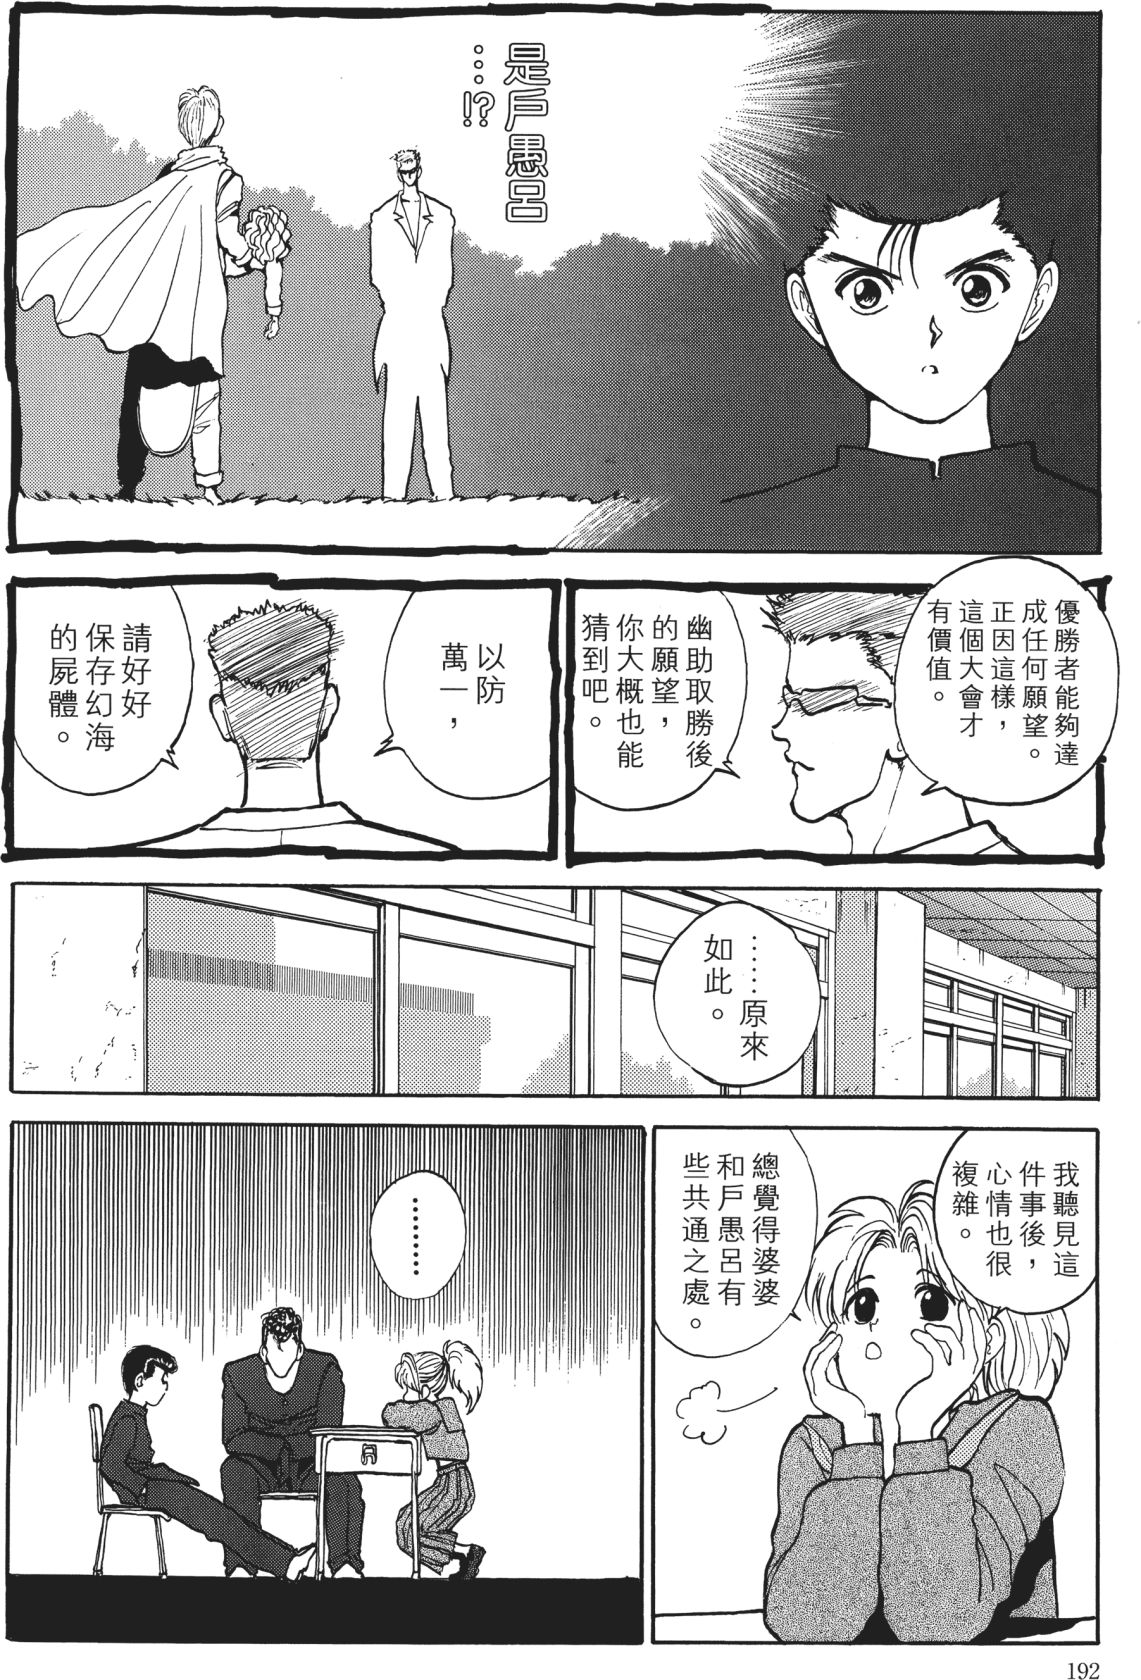 是戶愚呂
…!?
優勝者能夠達
成任何願望。
正因這樣，
這個大會才
有價值。
幽助取勝後
的願望，
你大概也能
猜到吧。
以防
萬一，
請好好
保存幻海
的屍體。
……原來
如此。
我聽見這
件事後，
心情也很
複雜。
總覺得婆婆
和戶愚呂有
些共通之處。
………
192